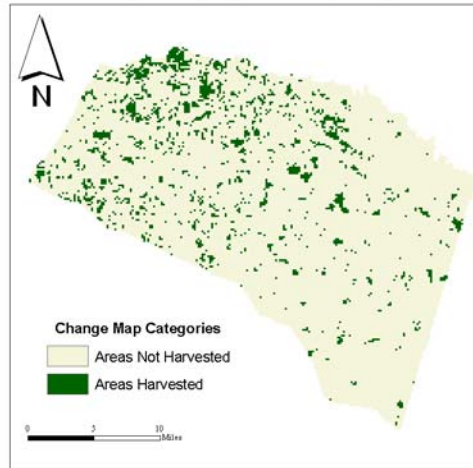 N
Change Map Categories
Areas Not Harvested
Areas Harvested
0 5 10
Miles